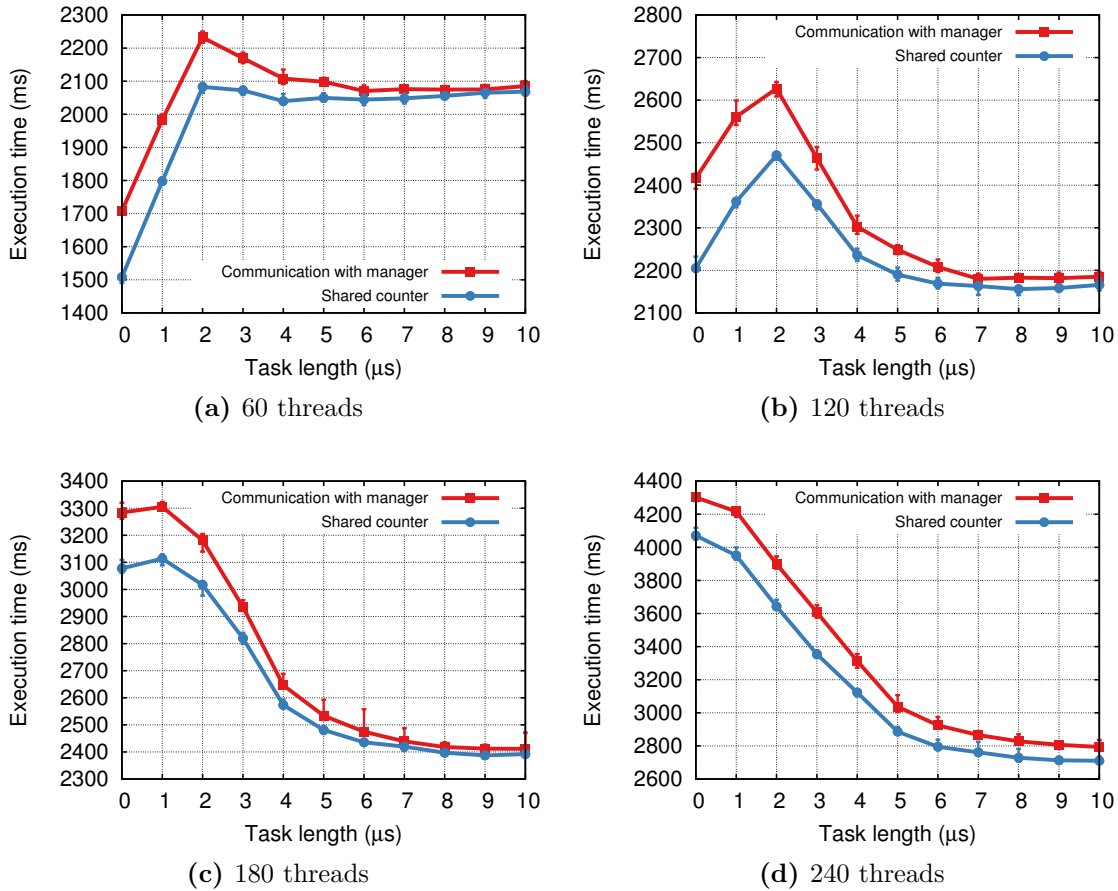 2300
2200
2100
2000
1900
1800
1700
1600
1500
1400
Execution time (ms)
Communication with manager
Shared counter
0 1 2 3 4 5 6 7 8 9 10
Task length (μs)
(a) 60 threads
2800
2700
2600
2500
2400
2300
2200
2100
Execution time (ms)
Communication with manager
Shared counter
0 1 2 3 4 5 6 7 8 9 10
Task length (μs)
(b) 120 threads
3400
3300
3200
3100
3000
2900
2800
2700
2600
2500
2400
2300
Execution time (ms)
Communication with manager
Shared counter
0 1 2 3 4 5 6 7 8 9 10
Task length (μs)
(c) 180 threads
4400
4200
4000
3800
3600
3400
3200
3000
2800
2600
Execution time (ms)
Communication with manager
Shared counter
0 1 2 3 4 5 6 7 8 9 10
Task length (μs)
(d) 240 threads